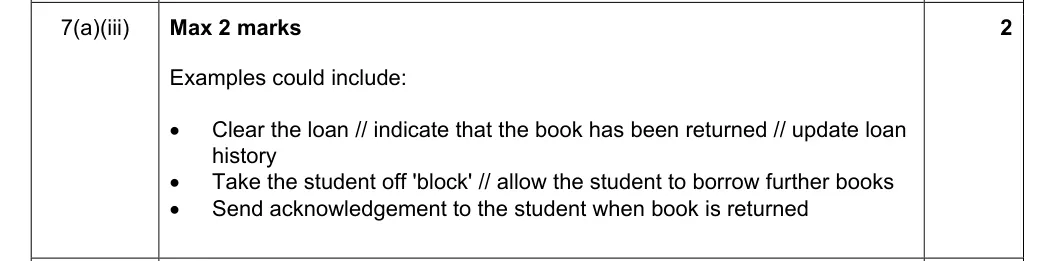 7(a)(iii) Max 2 marks 2
Examples could include:
• Clear the loan // indicate that the book has been returned // update loan
history
• Take the student off 'block' // allow the student to borrow further books
• Send acknowledgement to the student when book is returned